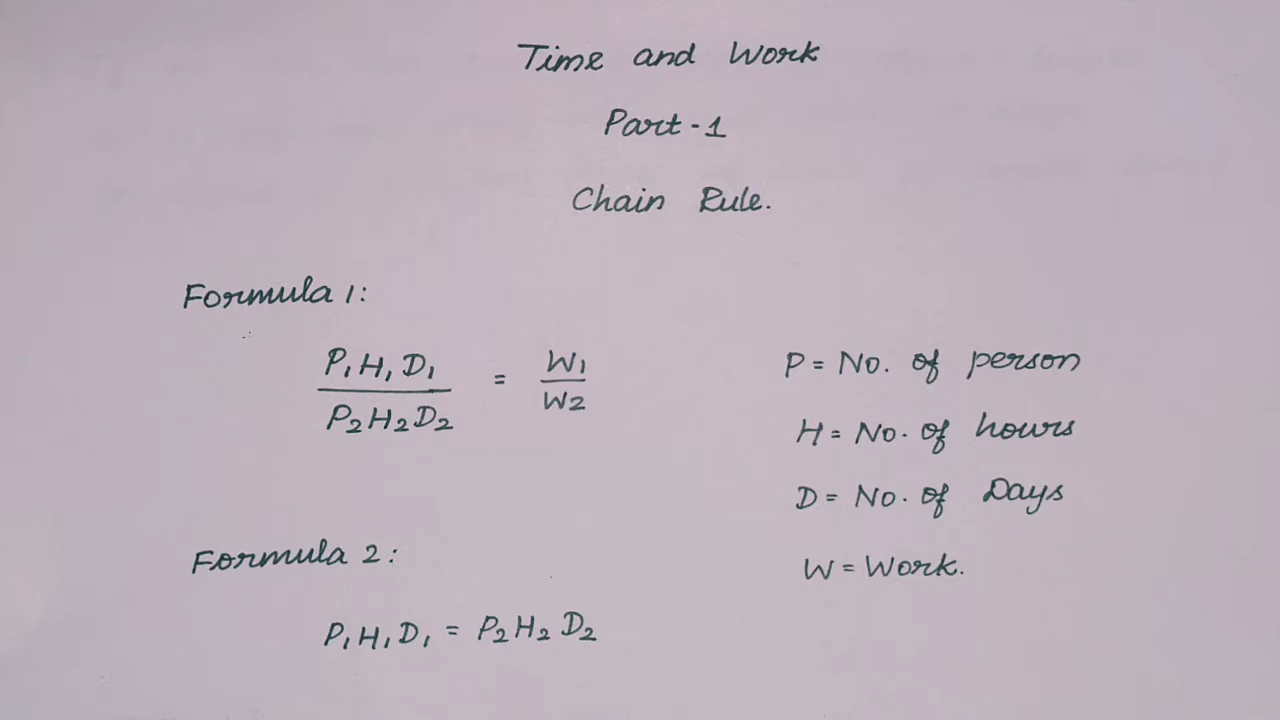 Time and Work
Part-1
Chain Rule.
Formula 1:
P₁H₁D₁ / P₂H₂D₂ = W₁ / W₂
P = No. of person
H = No. of hours
D = No. of Days
W = Work.
Formula 2:
P₁H₁D₁ = P₂H₂D₂